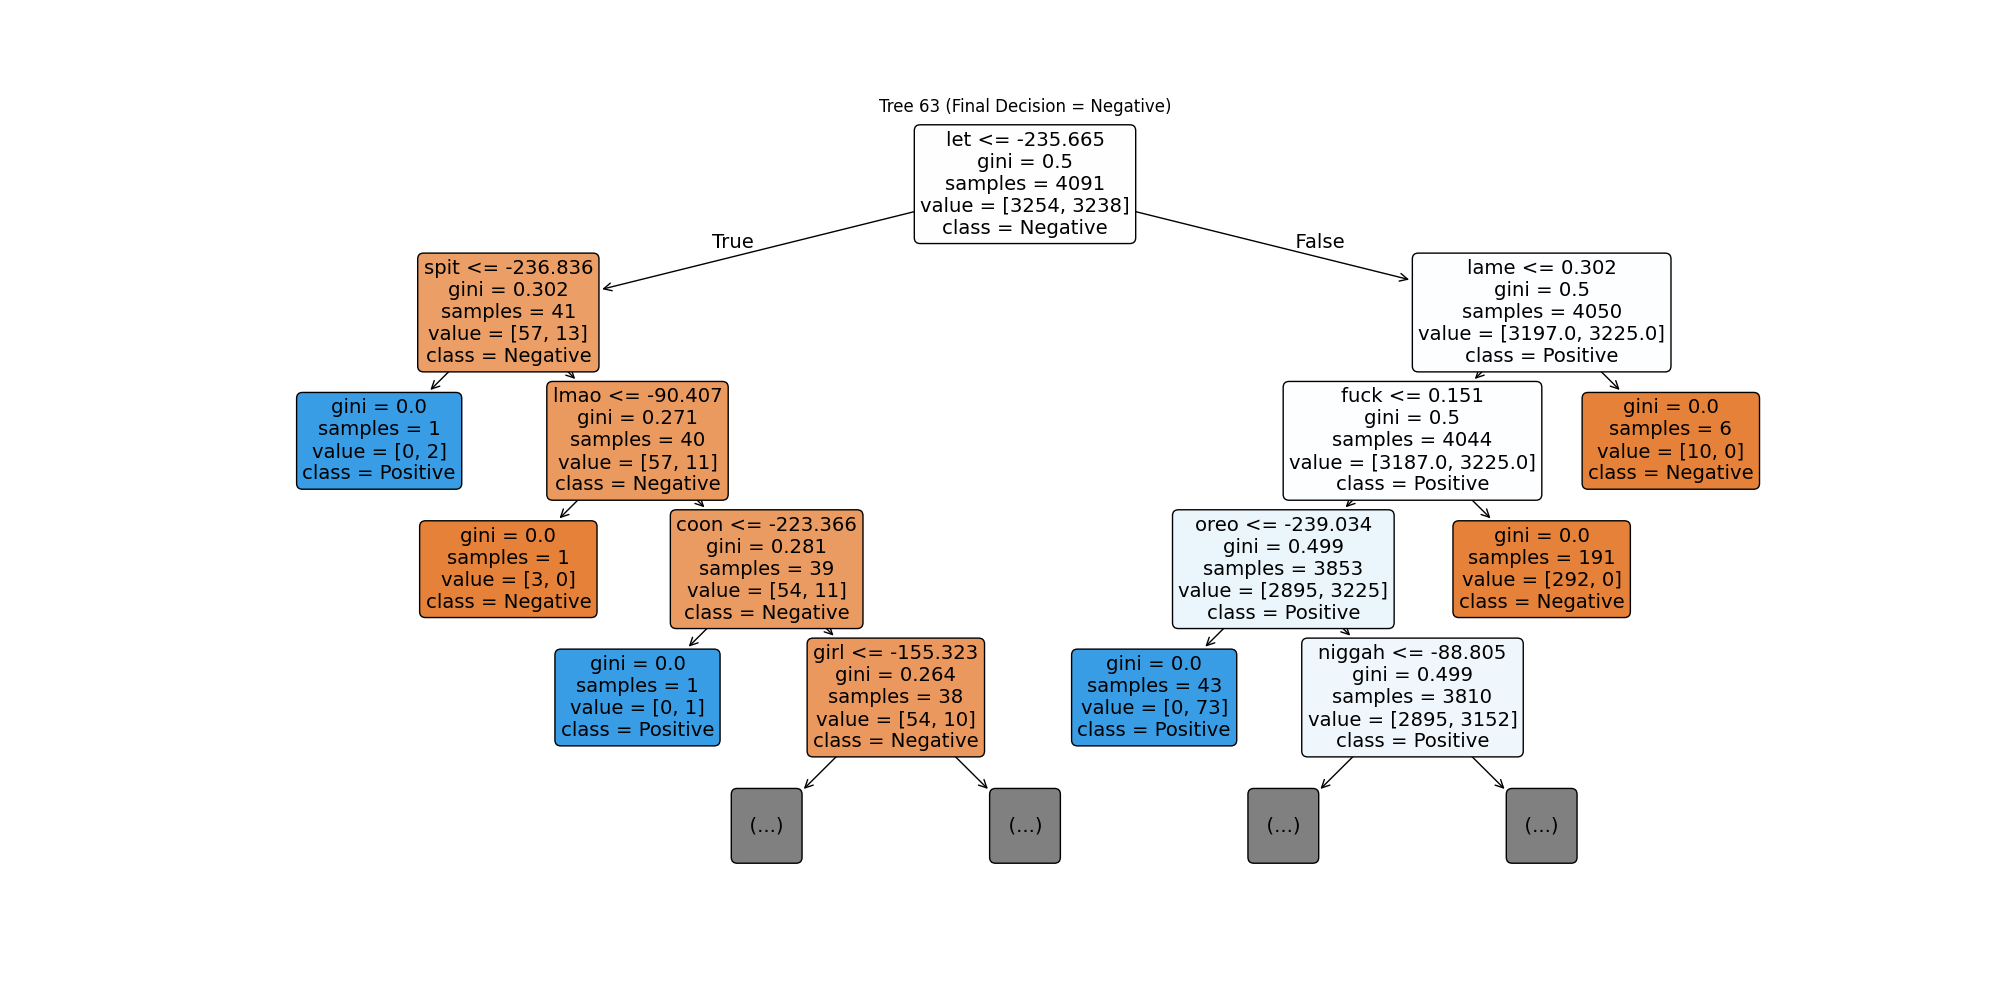 Tree 63 (Final Decision = Negative)
let <= -235.665
gini = 0.5
samples = 4091
value = [3254, 3238]
class = Negative
True
False
spit <= -236.836
gini = 0.302
samples = 41
value = [57, 13]
class = Negative
lame <= 0.302
gini = 0.5
samples = 4050
value = [3197.0, 3225.0]
class = Positive
gini = 0.0
samples = 1
value = [0, 2]
class = Positive
lmao <= -90.407
gini = 0.271
samples = 40
value = [57, 11]
class = Negative
fuck <= 0.151
gini = 0.5
samples = 4044
value = [3187.0, 3225.0]
class = Positive
gini = 0.0
samples = 6
value = [10, 0]
class = Negative
gini = 0.0
samples = 1
value = [3, 0]
class = Negative
coon <= -223.366
gini = 0.281
samples = 39
value = [54, 11]
class = Negative
oreo <= -239.034
gini = 0.499
samples = 3853
value = [2895, 3225]
class = Positive
gini = 0.0
samples = 191
value = [292, 0]
class = Negative
gini = 0.0
samples = 1
value = [0, 1]
class = Positive
girl <= -155.323
gini = 0.264
samples = 38
value = [54, 10]
class = Negative
gini = 0.0
samples = 43
value = [0, 73]
class = Positive
niggah <= -88.805
gini = 0.499
samples = 3810
value = [2895, 3152]
class = Positive
(...)
(...)
(...)
(...)